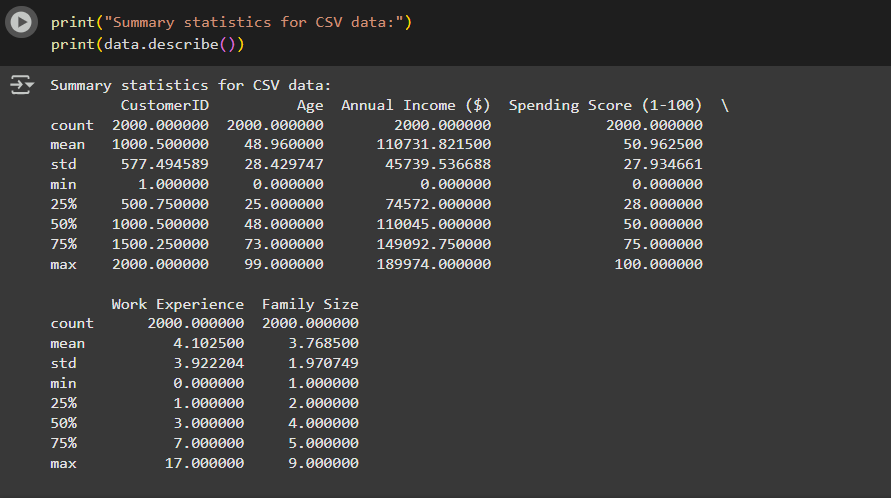 print("Summary statistics for CSV data:")
print(data.describe())
Summary statistics for CSV data:
        CustomerID          Age  Annual Income ($)  Spending Score (1-100)  \
count  2000.000000  2000.000000        2000.000000             2000.000000
mean   1000.500000    48.960000      110731.821500               50.962500
std     577.494589    28.429747       45739.536688               27.934661
min       1.000000     0.000000           0.000000                0.000000
25%     500.750000    25.000000       74572.000000               28.000000
50%    1000.500000    48.000000      110045.000000               50.000000
75%    1500.250000    73.000000      149092.750000               75.000000
max    2000.000000    99.000000      189974.000000              100.000000
       Work Experience  Family Size
count      2000.000000  2000.000000
mean          4.102500     3.768500
std           3.922204     1.970749
min           0.000000     1.000000
25%           1.000000     2.000000
50%           3.000000     4.000000
75%           7.000000     5.000000
max          17.000000     9.000000